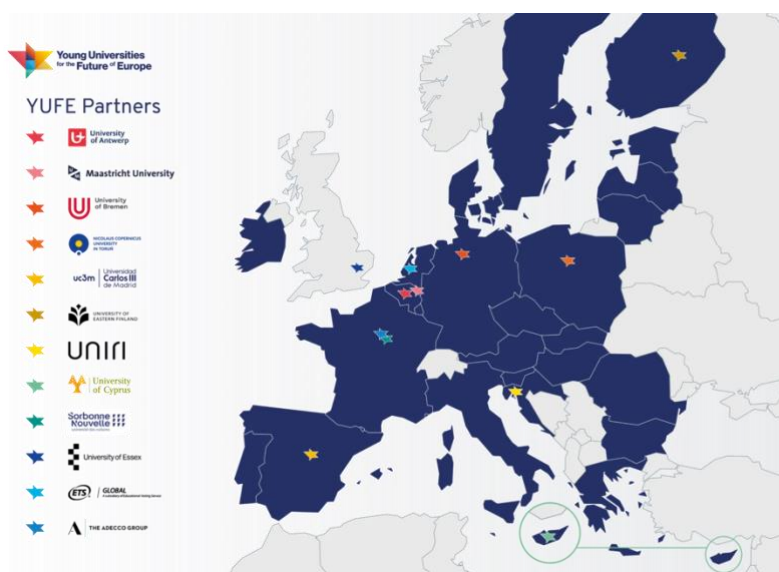 Young Universities
for the Future of Europe
YUFE Partners
University
of Antwerp
Maastricht University
University
of Bremen
NICOLAUS COPERNICUS
UNIVERSITY
IN TORUŃ
uc3m | Universidad
Carlos III
de Madrid
UNIVERSITY OF
EASTERN FINLAND
UNIRI
University
of Cyprus
Sorbonne
Nouvelle
University of Essex
ETS GLOBAL
THE ADECCO GROUP